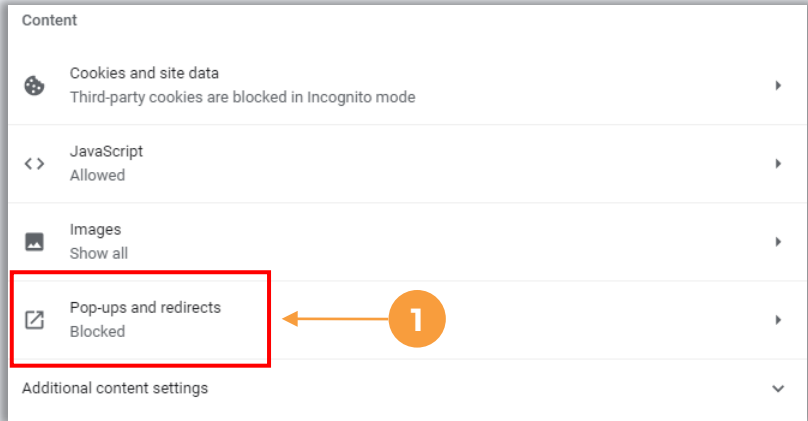 Content
Cookies and site data
Third-party cookies are blocked in Incognito mode
JavaScript
Allowed
Images
Show all
Pop-ups and redirects
Blocked
1
Additional content settings